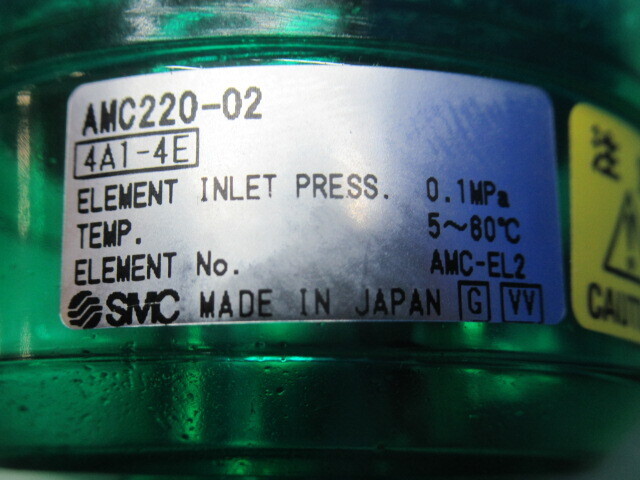 AMC220-02
4A1-4E
ELEMENT INLET PRESS. 0.1MPa
TEMP. 5~60℃
ELEMENT No. AMC-EL2
SMC MADE IN JAPAN G VV
CAUT